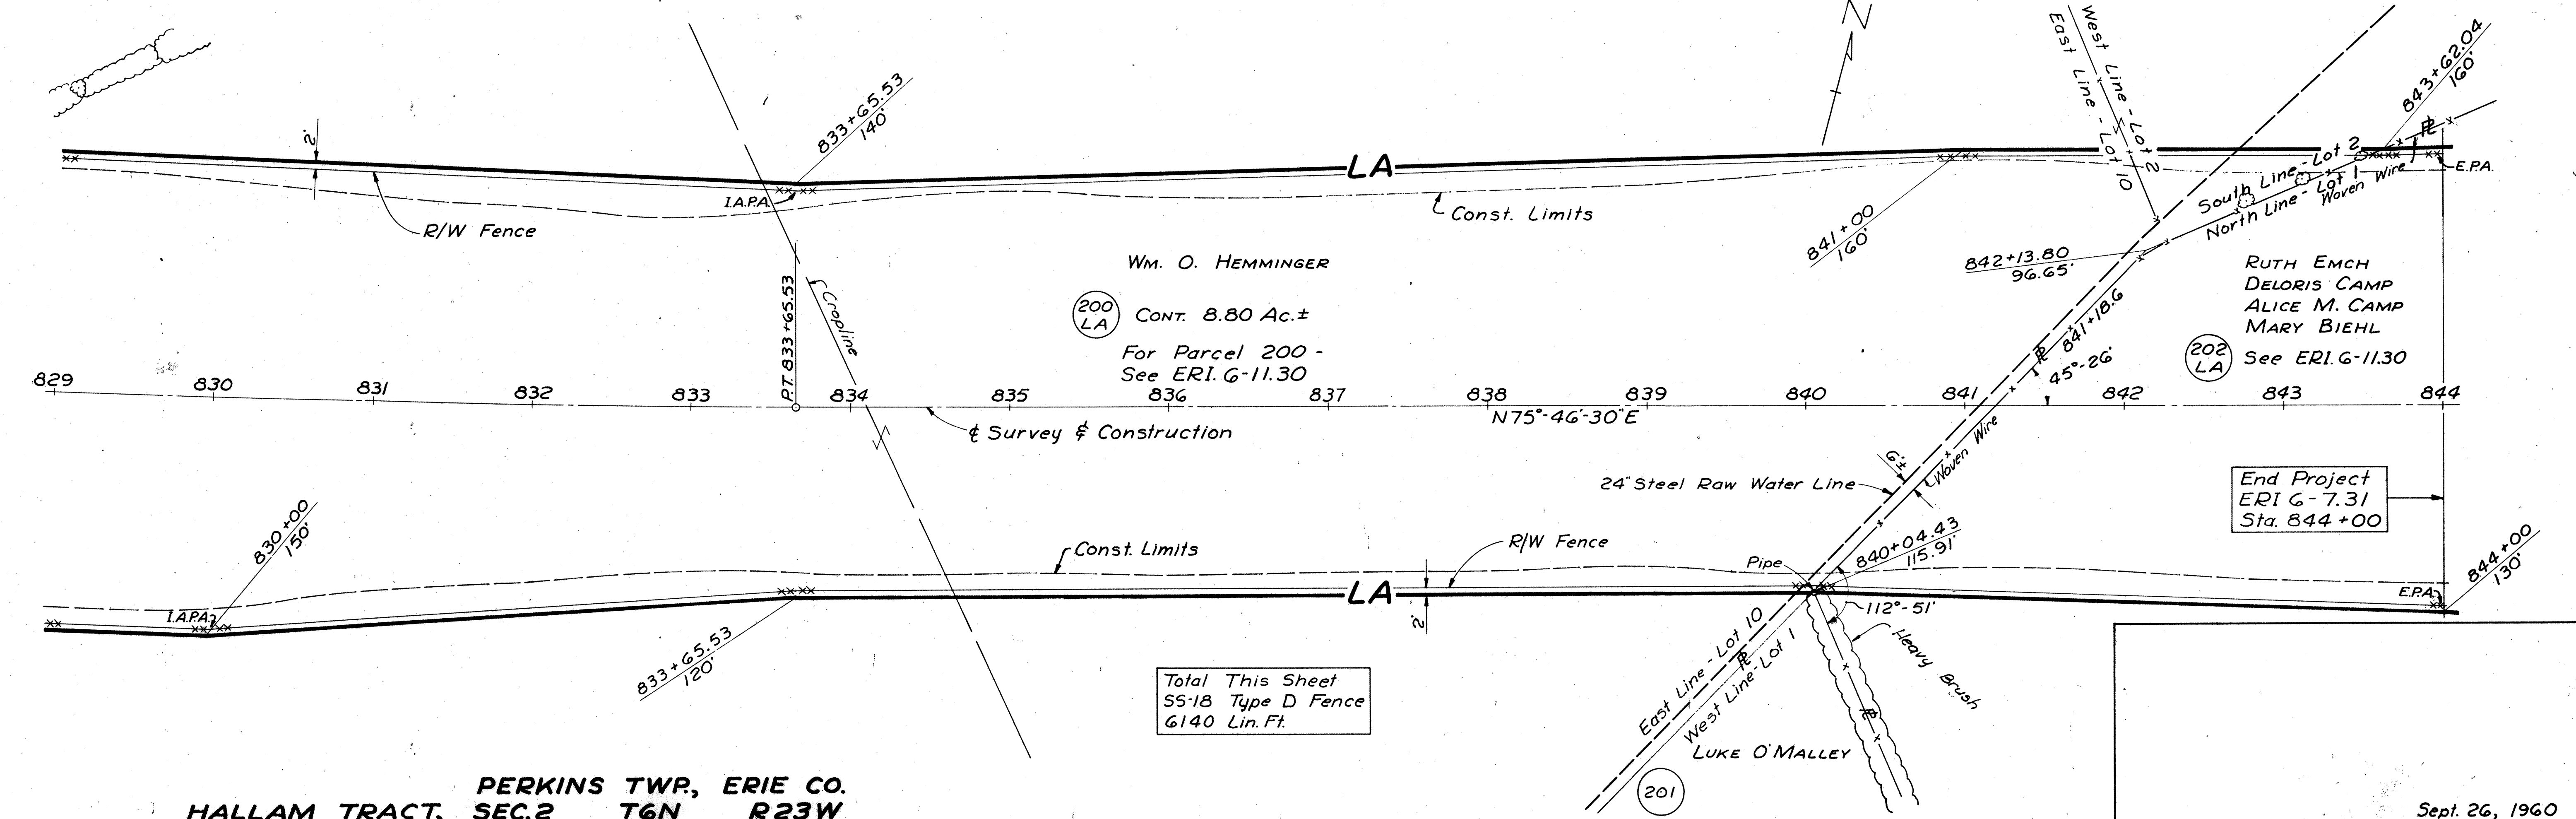 2'
R/W Fence
833+65.53
140'
I.A.P.A.
LA
Const. Limits
841+00
160'
West Line - Lot 2
East Line - Lot 10
843+62.04
160'
P̸L
E.P.A.
South Line - Lot 2
North Line - Lot 1
Woven Wire
842+13.80
96.65'
WM. O. HEMMINGER
200
LA
CONT. 8.80 Ac.±
For Parcel 200 -
See ERI. 6-11.30
RUTH EMCH
DELORIS CAMP
ALICE M. CAMP
MARY BIEHL
202
LA
See ERI. 6-11.30
P.T. 833+65.53
Cropline
P̸L 841+18.6
45°-26'
829 830 831 832 833 834 835 836 837 838 839 840 841 842 843 844
N75°-46'-30"E
₵ Survey & Construction
6'±
Woven Wire
24" Steel Raw Water Line
End Project
ERI 6-7.31
Sta. 844+00
830+00
150'
I.A.P.A.
Const. Limits
R/W Fence
LA
2'
Pipe
840+04.43
115.91'
112°-51'
844+00
130'
E.P.A.
833+65.53
120'
East Line - Lot 10
P̸L
West Line - Lot 1
Heavy Brush
P̸L
Total This Sheet
SS-18 Type D Fence
6140 Lin. Ft.
LUKE O'MALLEY
201
PERKINS TWP., ERIE CO.
HALLAM TRACT, SEC. 2 T6N R23W
Sept. 26, 1960